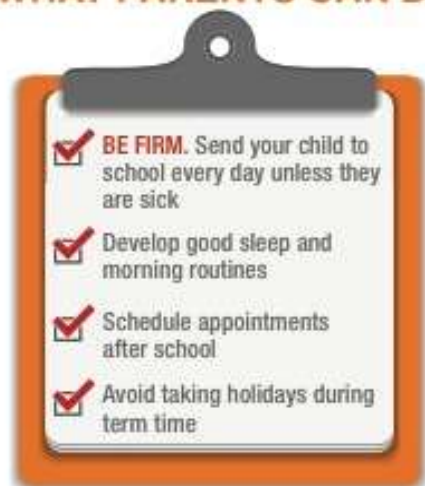 WHAT PARENTS CAN
BE FIRM. Send your child to
school every day unless they
are sick
Develop good sleep and
morning routines
Schedule appointments
after school
Avoid taking holidays during
term time